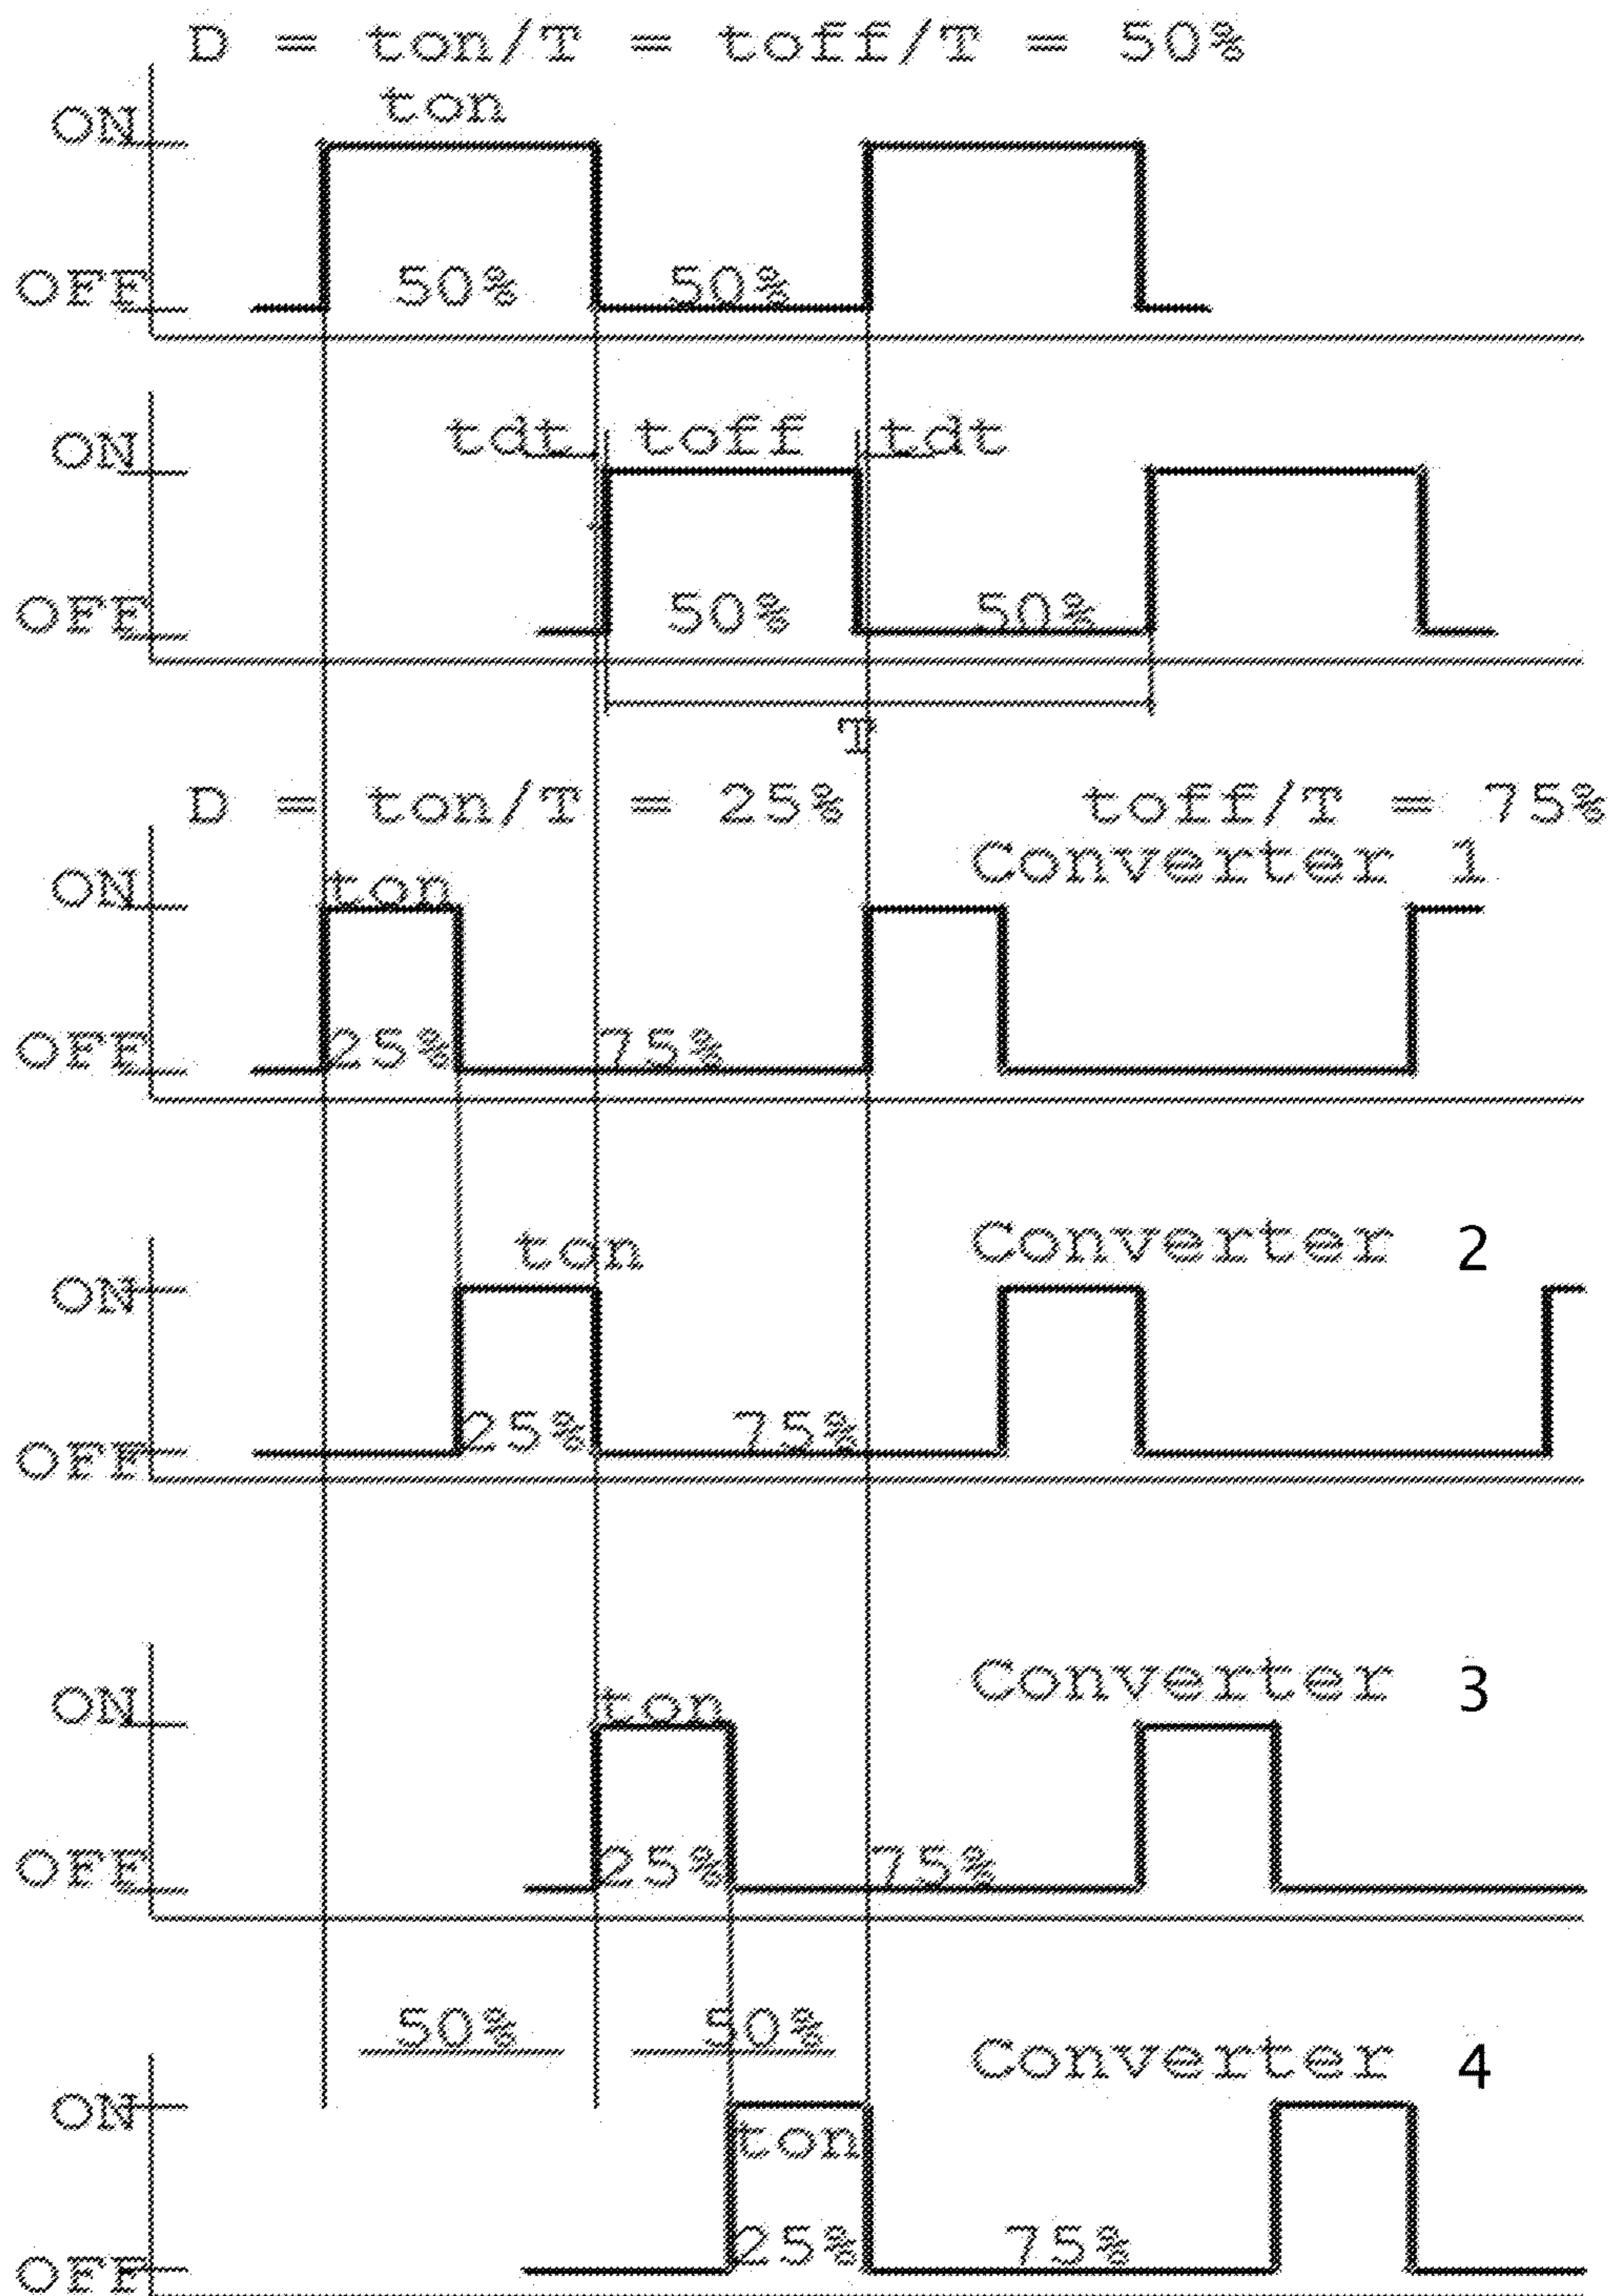 D = ton/T = toff/T = 50%
ton
ON
OFF
50% 50%
tdt toff tdt
ON
OFF
50% 50%
T
D = ton/T = 25% toff/T = 75%
Converter 1
ON
ton
OFF
25% 75%
ton
Converter 2
ON
OFF
25% 75%
Converter 3
ON
ton
OFF
25% 75%
50% 50%
Converter 4
ON
ton
OFF
25% 75%